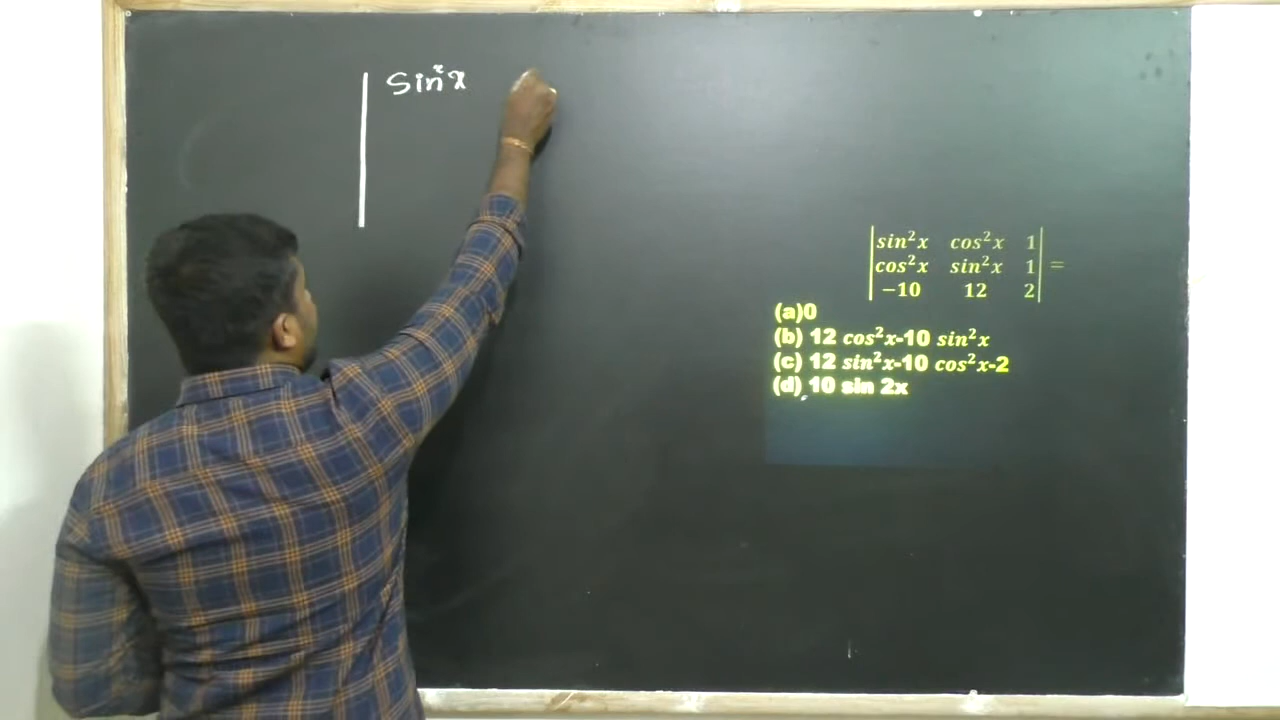 sin²x
sin²x cos²x 1
cos²x sin²x 1 =
−10 12 2
(a)0
(b) 12 cos²x-10 sin²x
(c) 12 sin²x-10 cos²x-2
(d) 10 sin 2x